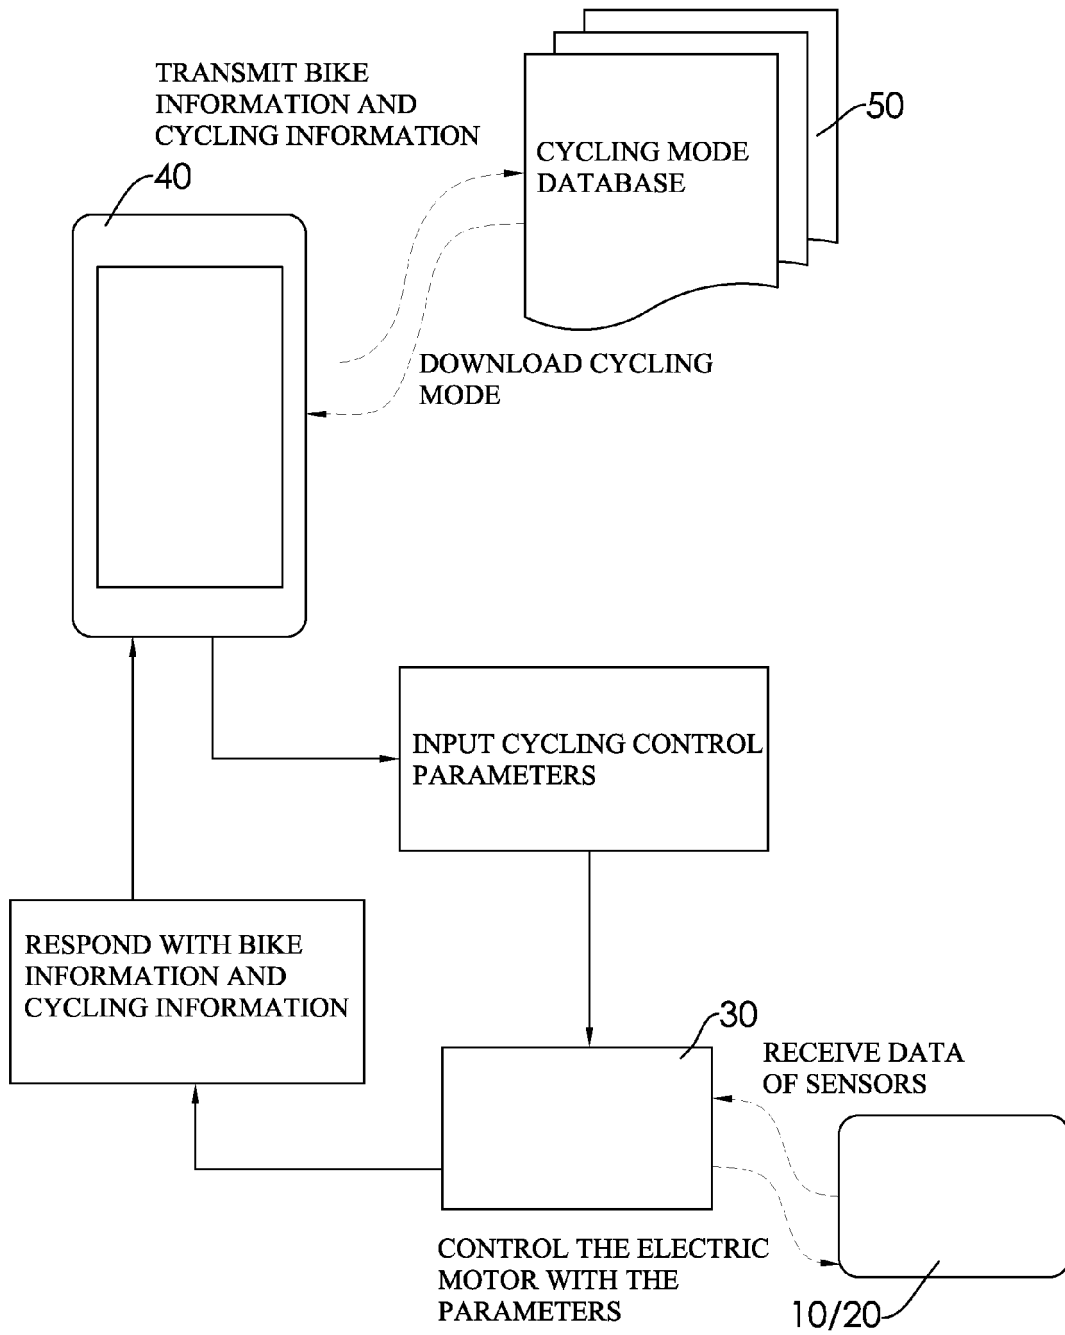 TRANSMIT BIKE
INFORMATION AND
CYCLING INFORMATION
50
CYCLING MODE
DATABASE
40
DOWNLOAD CYCLING
MODE
INPUT CYCLING CONTROL
PARAMETERS
RESPOND WITH BIKE
INFORMATION AND
CYCLING INFORMATION
30
RECEIVE DATA
OF SENSORS
CONTROL THE ELECTRIC
MOTOR WITH THE
PARAMETERS
10/20